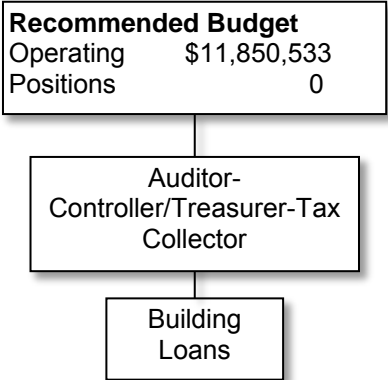 Recommended Budget
Operating $11,850,533
Positions 0
Auditor-
Controller/Treasurer-Tax
Collector
Building
Loans